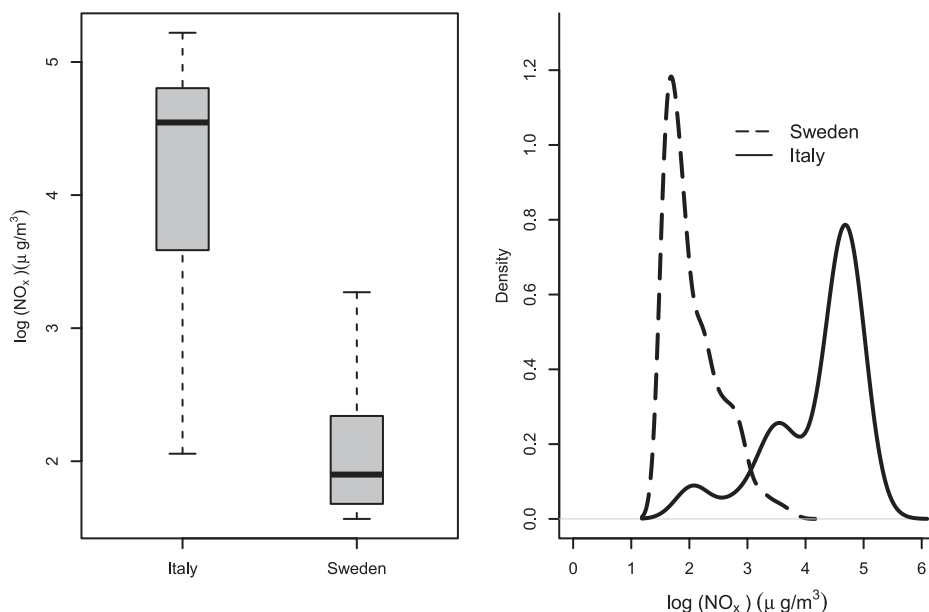 log (NOx)(μ g/m3)
5
4
3
2
Italy
Sweden
Density
1.2
1.0
0.8
0.6
0.4
0.2
0.0
Sweden
Italy
0 1 2 3 4 5 6
log (NOx) (μ g/m3)